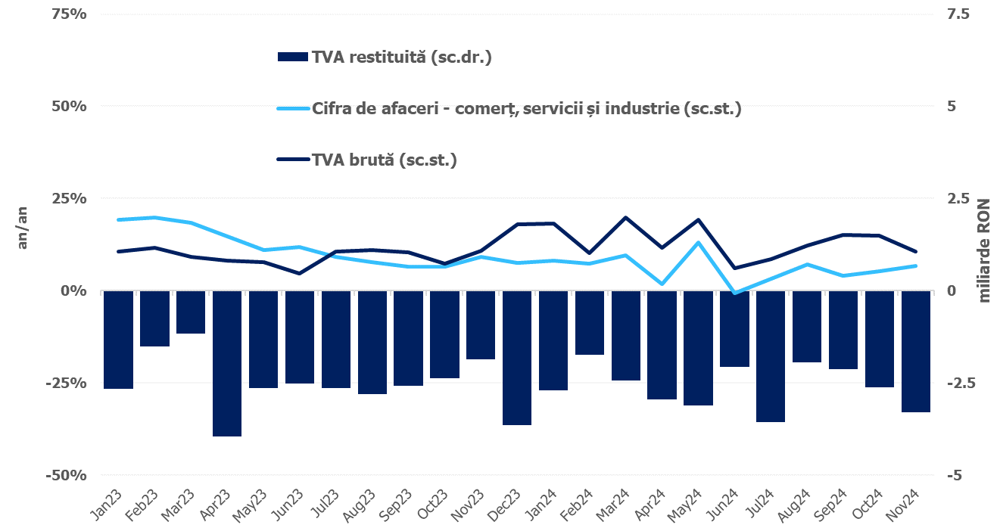 75%
7.5
TVA restituită (sc.dr.)
50%
5
Cifra de afaceri - comerț, servicii și industrie (sc.st.)
TVA brută (sc.st.)
25%
2.5
an/an
miliarde RON
0%
0
-25%
-2.5
-50%
-5
Jan23
Feb23
Mar23
Apr23
May23
Jun23
Jul23
Aug23
Sep23
Oct23
Nov23
Dec23
Jan24
Feb24
Mar24
Apr24
May24
Jun24
Jul24
Aug24
Sep24
Oct24
Nov24